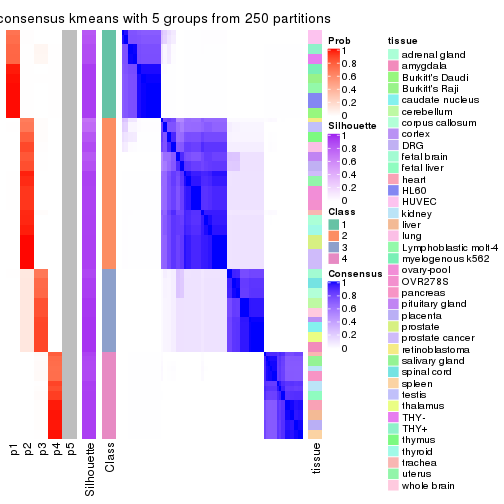 consensus kmeans with 5 groups from 250 partitions
Prob
1
0.8
0.6
0.4
0.2
0
Silhouette
1
0.8
0.6
0.4
0.2
0
Class
1
2
3
4
Consensus
1
0.8
0.6
0.4
0.2
0
tissue
adrenal gland
amygdala
Burkitt's Daudi
Burkitt's Raji
caudate nucleus
cerebellum
corpus callosum
cortex
DRG
fetal brain
fetal liver
heart
HL60
HUVEC
kidney
liver
lung
Lymphoblastic molt-4
myelogenous k562
ovary-pool
OVR278S
pancreas
pituitary gland
placenta
prostate
prostate cancer
retinoblastoma
salivary gland
spinal cord
spleen
testis
thalamus
THY-
THY+
thymus
thyroid
trachea
uterus
whole brain
p1
p2
p3
p4
p5
Silhouette
Class
tissue